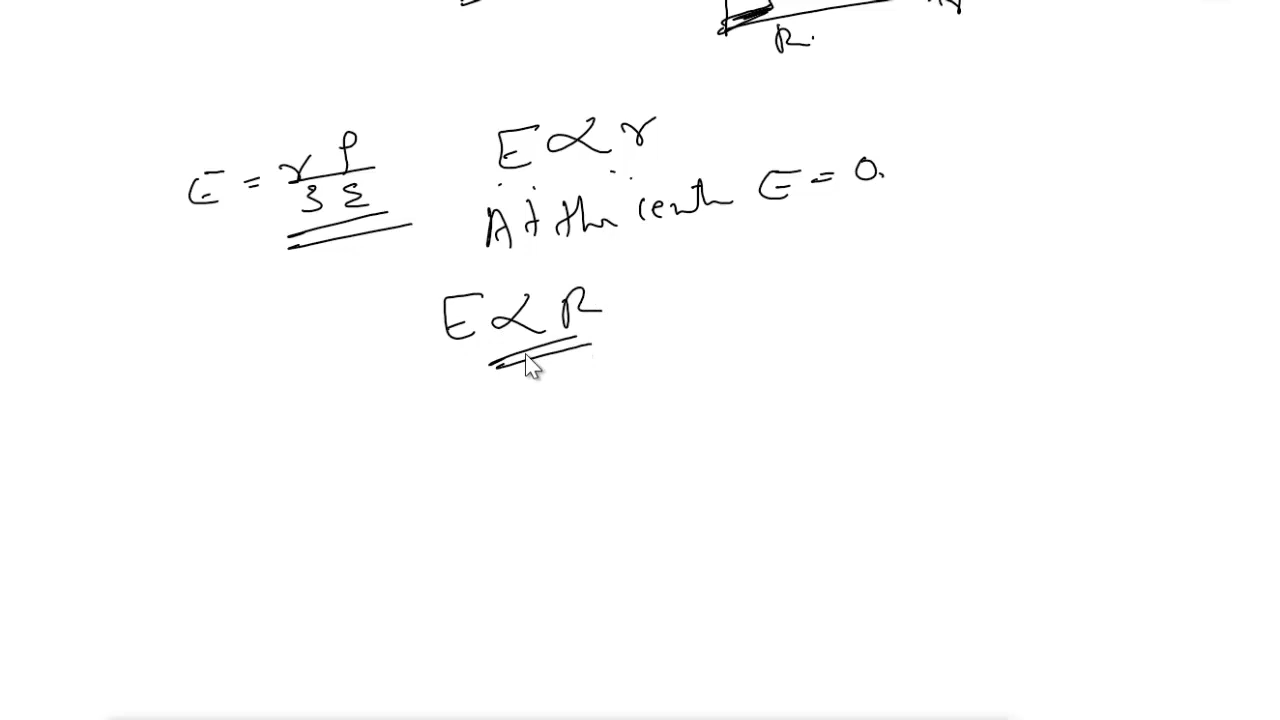 R.
E ∝ r
E = r ρ / 3 ε
At the centre E = 0.
E ∝ R